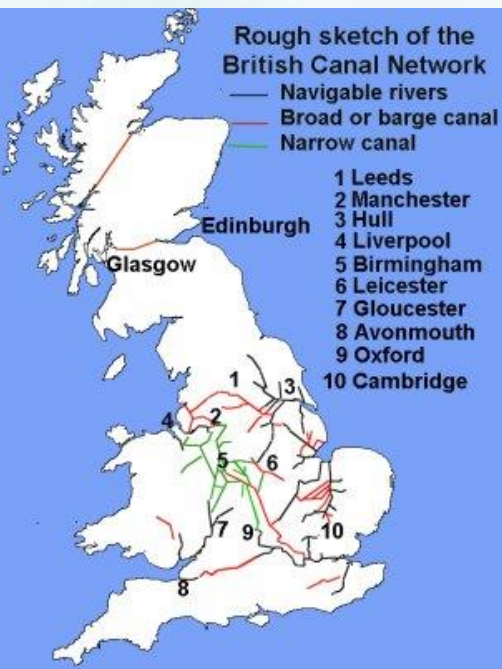 Rough sketch of the
British Canal Network
Navigable rivers
Broad or barge canal
Narrow canal
1 Leeds
2 Manchester
3 Hull
4 Liverpool
5 Birmingham
6 Leicester
7 Gloucester
8 Avonmouth
9 Oxford
10 Cambridge
Edinburgh
Glasgow
1
3
4
2
5
6
7
9
10
8